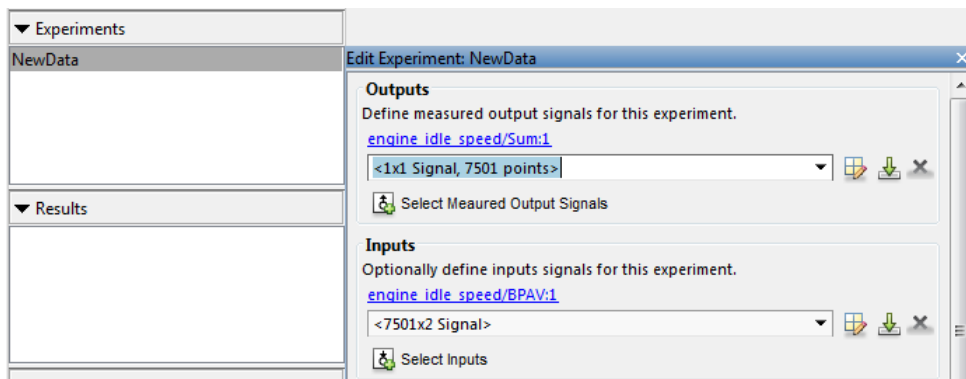 Experiments
NewData
Results
Edit Experiment: NewData
Outputs
Define measured output signals for this experiment.
engine_idle_speed/Sum:1
<1x1 Signal, 7501 points>
Select Meaured Output Signals
Inputs
Optionally define inputs signals for this experiment.
engine_idle_speed/BPAV:1
<7501x2 Signal>
Select Inputs